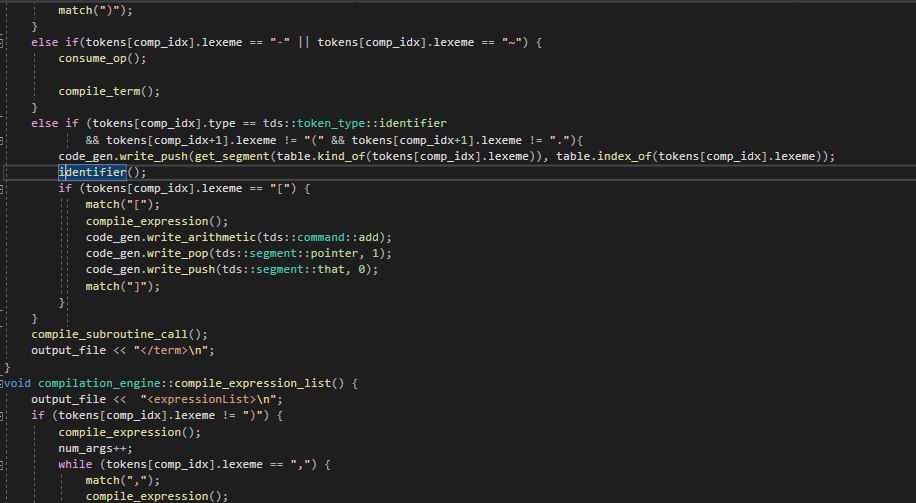 match(")");
}
else if(tokens[comp_idx].lexeme == "-" || tokens[comp_idx].lexeme == "~") {
consume_op();
compile_term();
}
else if (tokens[comp_idx].type == tds::token_type::identifier
&& tokens[comp_idx+1].lexeme != "(" && tokens[comp_idx+1].lexeme != "."){
code_gen.write_push(get_segment(table.kind_of(tokens[comp_idx].lexeme)), table.index_of(tokens[comp_idx].lexeme));
identifier();
if (tokens[comp_idx].lexeme == "[") {
match("[");
compile_expression();
code_gen.write_arithmetic(tds::command::add);
code_gen.write_pop(tds::segment::pointer, 1);
code_gen.write_push(tds::segment::that, 0);
match("]");
}
}
compile_subroutine_call();
output_file << "</term>\n";
}
void compilation_engine::compile_expression_list() {
output_file <<  "<expressionList>\n";
if (tokens[comp_idx].lexeme != ")") {
compile_expression();
num_args++;
while (tokens[comp_idx].lexeme == ",") {
match(",");
compile_expression();